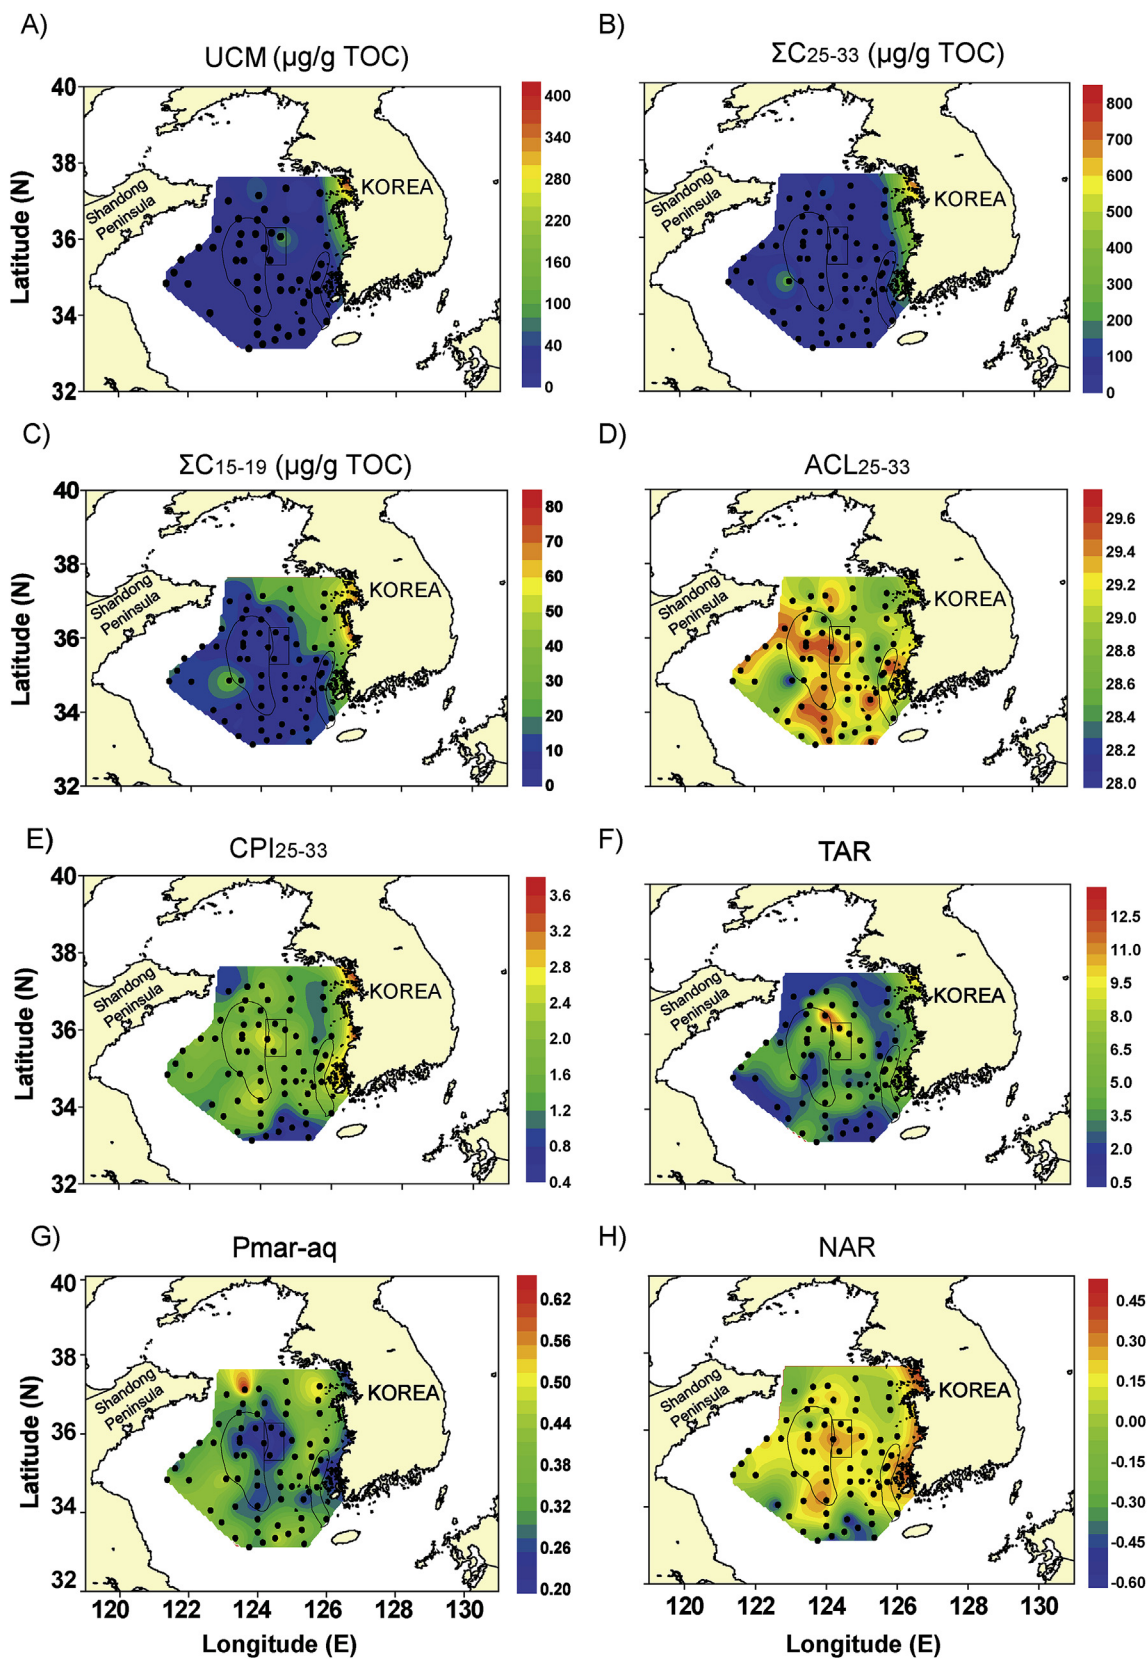 A)
UCM (µg/g TOC)
40
38
36
34
32
Latitude (N)
Shandong
Peninsula
KOREA
400
340
280
220
160
100
40
0
B)
ΣC25-33 (µg/g TOC)
Shandong
Peninsula
KOREA
800
700
600
500
400
300
200
100
0
C)
ΣC15-19 (µg/g TOC)
40
38
36
34
32
Latitude (N)
Shandong
Peninsula
KOREA
80
70
60
50
40
30
20
10
0
D)
ACL25-33
Shandong
Peninsula
KOREA
29.6
29.4
29.2
29.0
28.8
28.6
28.4
28.2
28.0
E)
CPI25-33
40
38
36
34
32
Latitude (N)
Shandong
Peninsula
KOREA
3.6
3.2
2.8
2.4
2.0
1.6
1.2
0.8
0.4
F)
TAR
Shandong
Peninsula
KOREA
12.5
11.0
9.5
8.0
6.5
5.0
3.5
2.0
0.5
G)
Pmar-aq
40
38
36
34
32
Latitude (N)
Shandong
Peninsula
KOREA
0.62
0.56
0.50
0.44
0.38
0.32
0.26
0.20
120 122 124 126 128 130
Longitude (E)
H)
NAR
Shandong
Peninsula
KOREA
0.45
0.30
0.15
0.00
-0.15
-0.30
-0.45
-0.60
120 122 124 126 128 130
Longitude (E)